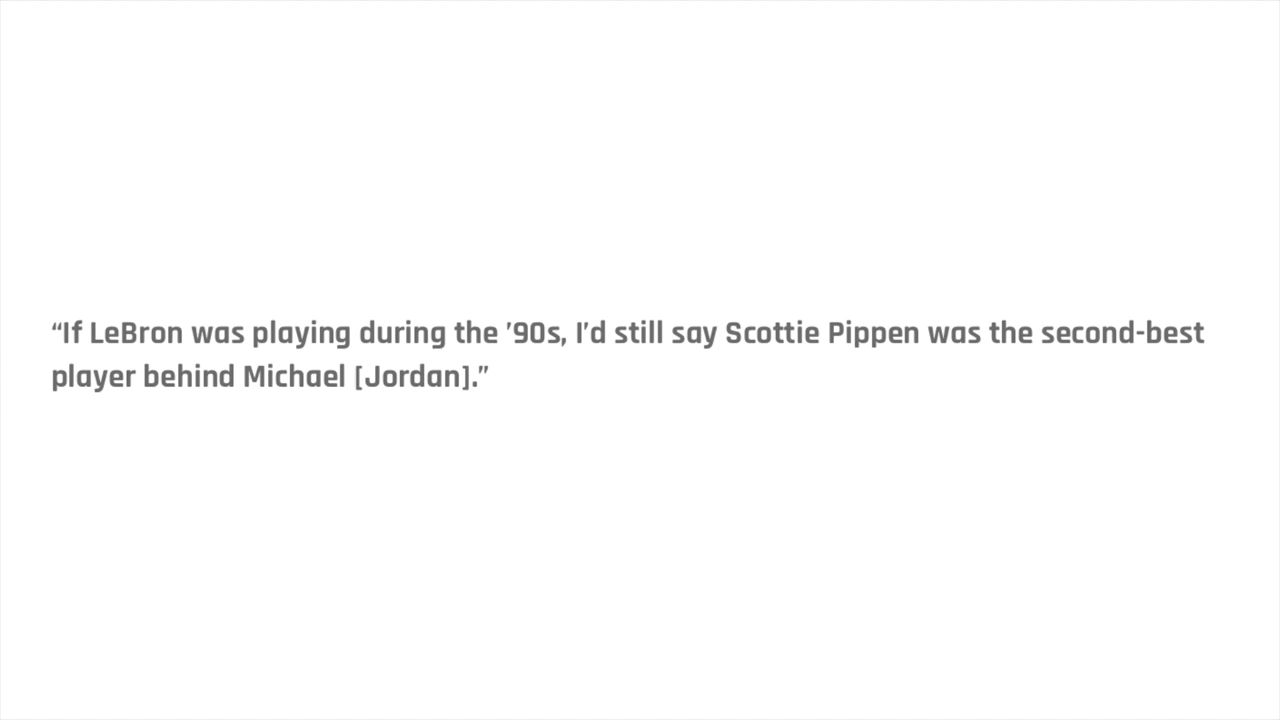 “If LeBron was playing during the ’90s, I’d still say Scottie Pippen was the second-best
player behind Michael [Jordan].”